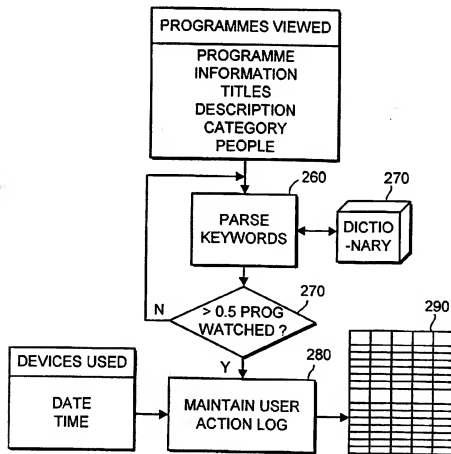 PROGRAMMES VIEWED
PROGRAMME
INFORMATION
TITLES
DESCRIPTION
CATEGORY
PEOPLE
260
PARSE
KEYWORDS
270
DICTIO
-NARY
270
> 0.5 PROG
WATCHED ?
N
Y
DEVICES USED
DATE
TIME
280
MAINTAIN USER
ACTION LOG
290